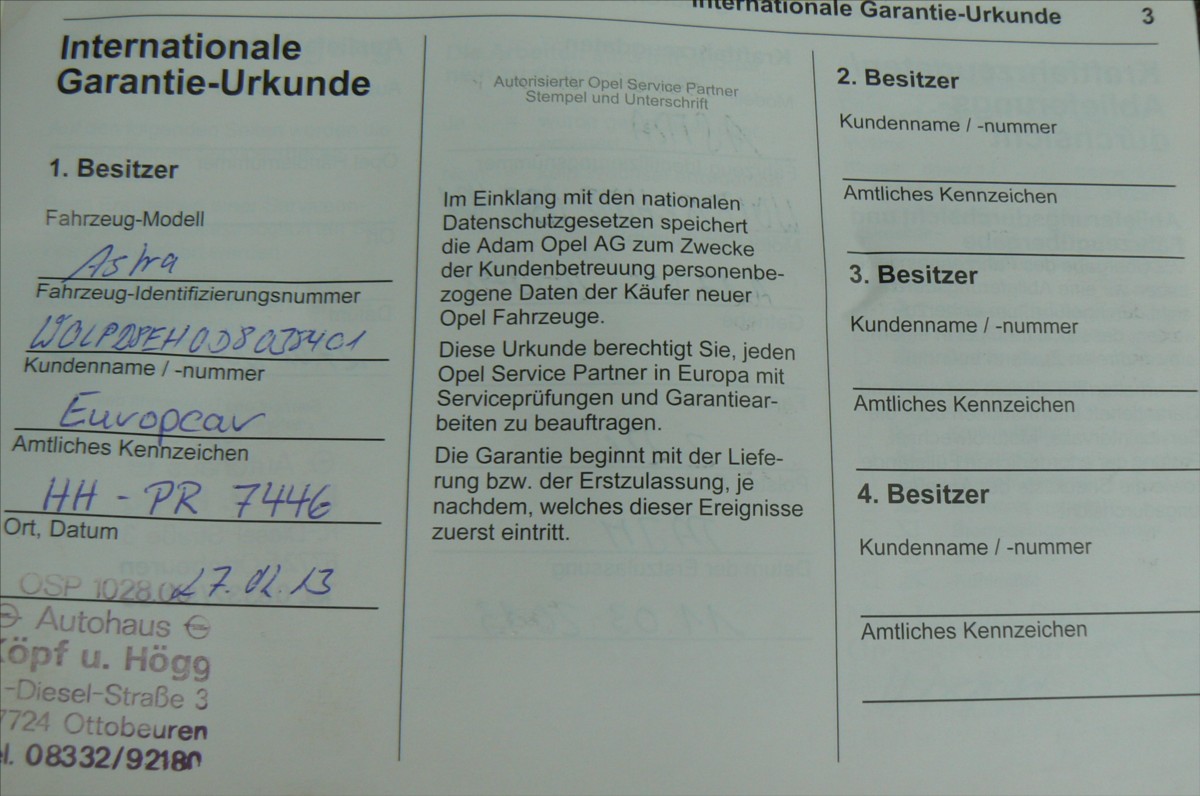 Internationale Garantie-Urkunde 3
Internationale
Garantie-Urkunde
1. Besitzer
Fahrzeug-Modell
Astra
Fahrzeug-Identifizierungsnummer
Kundenname / -nummer
Europcar
Amtliches Kennzeichen
HH - PR 7446
Ort, Datum
OSP 1028.00 27.02.13
Autohaus
Köpf u. Högg
-Diesel-Straße 3
7724 Ottobeuren
08332/92180
Autorisierter Opel Service Partner
Stempel und Unterschrift
Im Einklang mit den nationalen
Datenschutzgesetzen speichert
die Adam Opel AG zum Zwecke
der Kundenbetreuung personenbe-
zogene Daten der Käufer neuer
Opel Fahrzeuge.
Diese Urkunde berechtigt Sie, jeden
Opel Service Partner in Europa mit
Serviceprüfungen und Garantiear-
beiten zu beauftragen.
Die Garantie beginnt mit der Liefe-
rung bzw. der Erstzulassung, je
nachdem, welches dieser Ereignisse
zuerst eintritt.
2. Besitzer
Kundenname / -nummer
Amtliches Kennzeichen
3. Besitzer
Kundenname / -nummer
Amtliches Kennzeichen
4. Besitzer
Kundenname / -nummer
Amtliches Kennzeichen